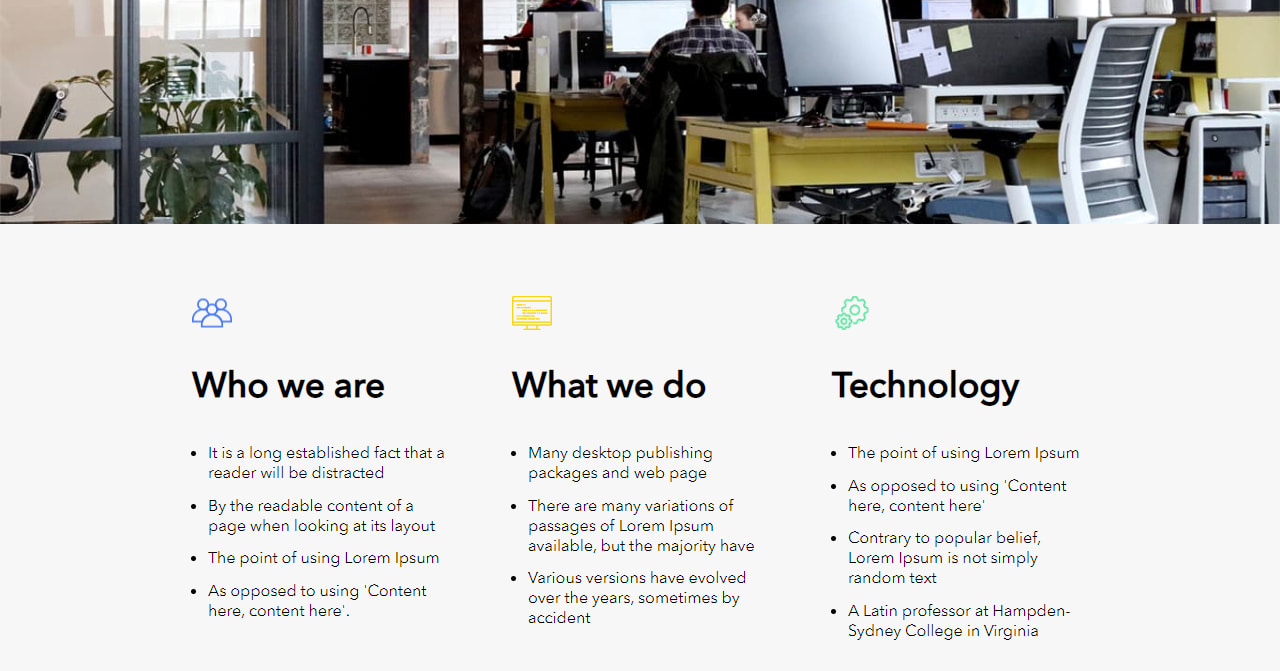 Who we are
It is a long established fact that a
reader will be distracted
By the readable content of a
page when looking at its layout
The point of using Lorem Ipsum
As opposed to using 'Content
here, content here'.
What we do
Many desktop publishing
packages and web page
There are many variations of
passages of Lorem Ipsum
available, but the majority have
Various versions have evolved
over the years, sometimes by
accident
Technology
The point of using Lorem Ipsum
As opposed to using 'Content
here, content here'
Contrary to popular belief,
Lorem Ipsum is not simply
random text
A Latin professor at Hampden-
Sydney College in Virginia